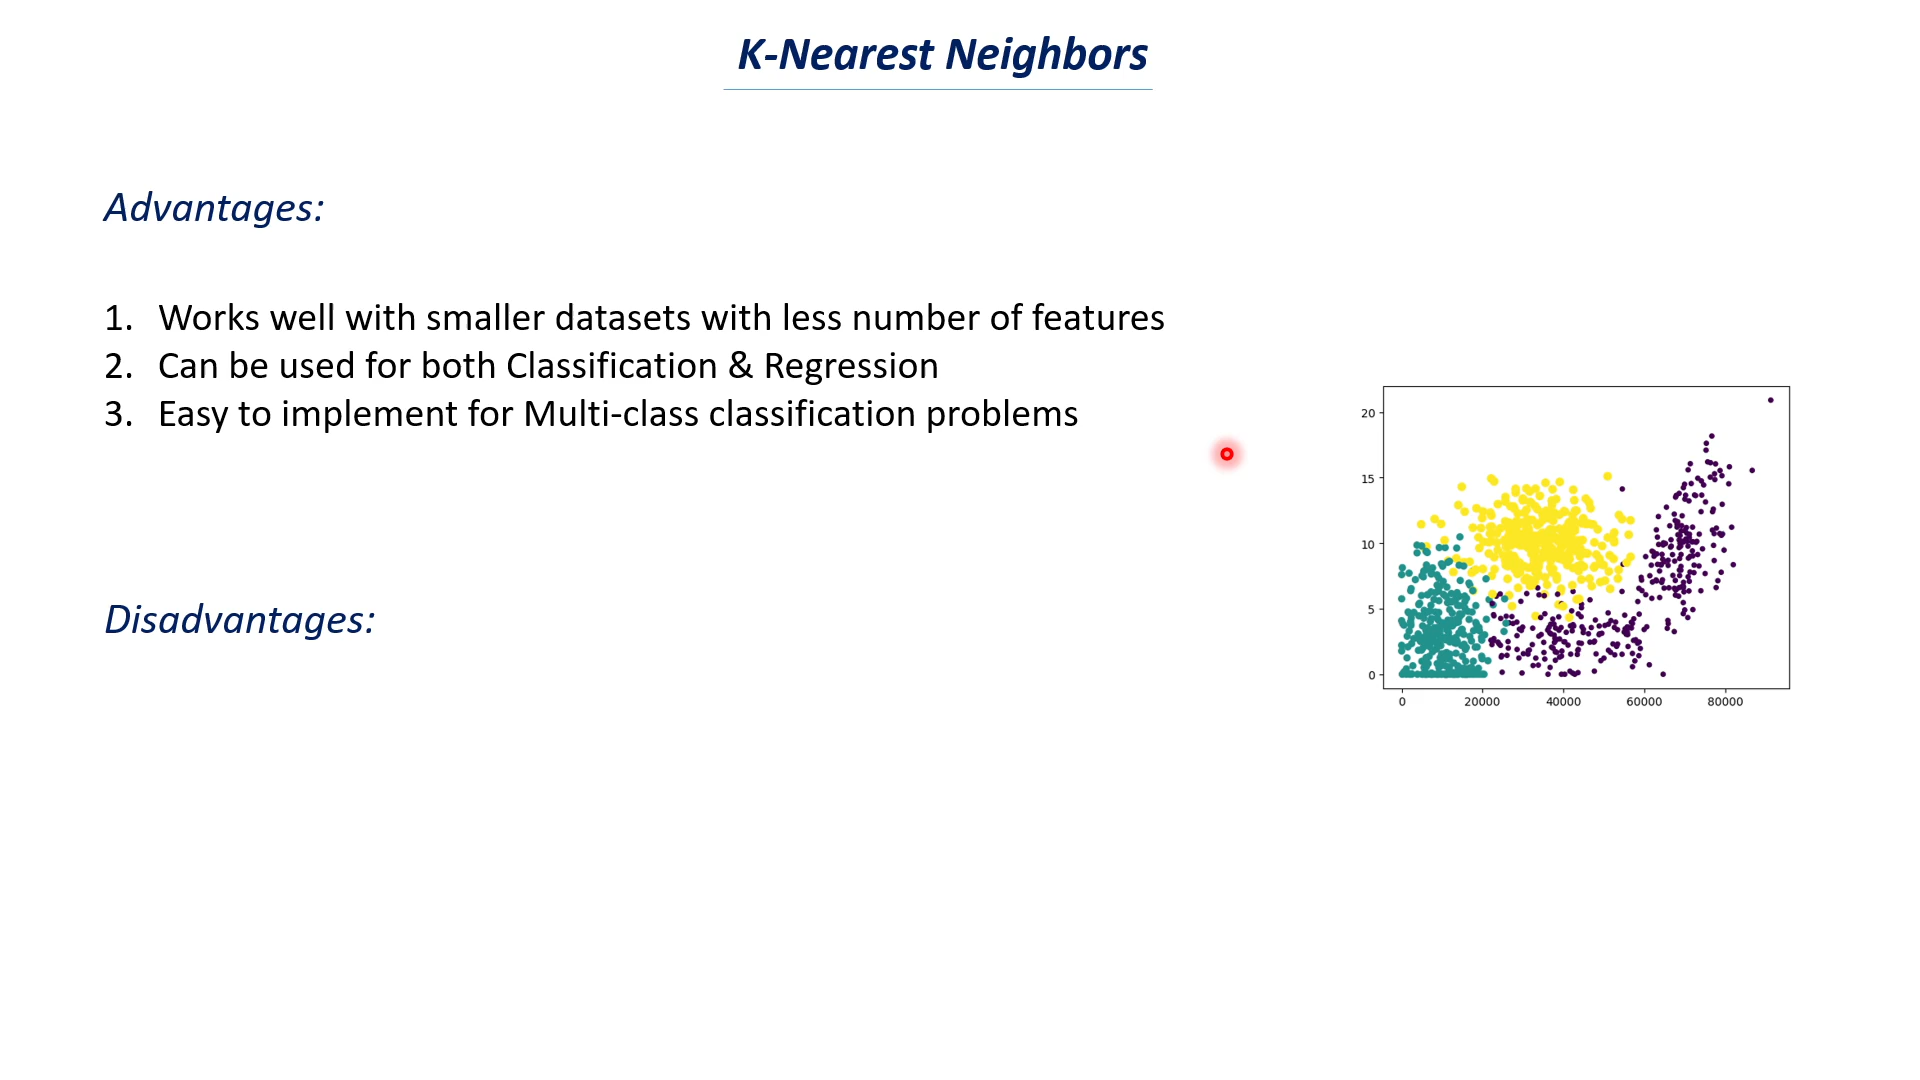 K-Nearest Neighbors
Advantages:
1. Works well with smaller datasets with less number of features
2. Can be used for both Classification & Regression
3. Easy to implement for Multi-class classification problems
Disadvantages:
20
15
10
5
0
0 20000 40000 60000 80000